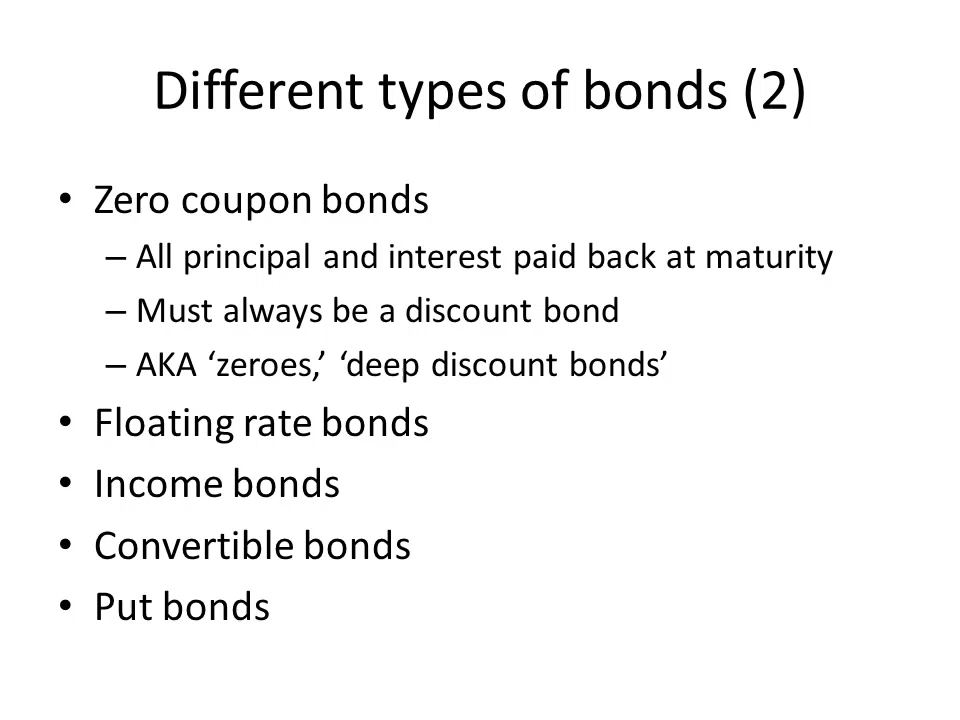 Different types of bonds (2)
• Zero coupon bonds
– All principal and interest paid back at maturity
– Must always be a discount bond
– AKA ‘zeroes,’ ‘deep discount bonds’
• Floating rate bonds
• Income bonds
• Convertible bonds
• Put bonds